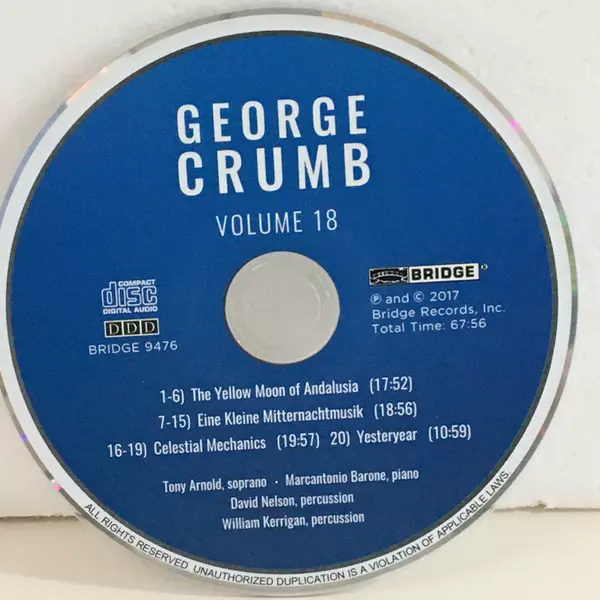 GEORGE
CRUMB
VOLUME 18
COMPACT
disc
DIGITAL AUDIO
DDD
BRIDGE 9476
BRIDGE
℗ and © 2017
Bridge Records, Inc.
Total Time: 67:56
1-6) The Yellow Moon of Andalusia (17:52)
7-15) Eine Kleine Mitternachtmusik (18:56)
16-19) Celestial Mechanics (19:57) 20) Yesteryear (10:59)
Tony Arnold, soprano · Marcantonio Barone, piano
David Nelson, percussion
William Kerrigan, percussion
ALL RIGHTS RESERVED. UNAUTHORIZED DUPLICATION IS A VIOLATION OF APPLICABLE LAWS